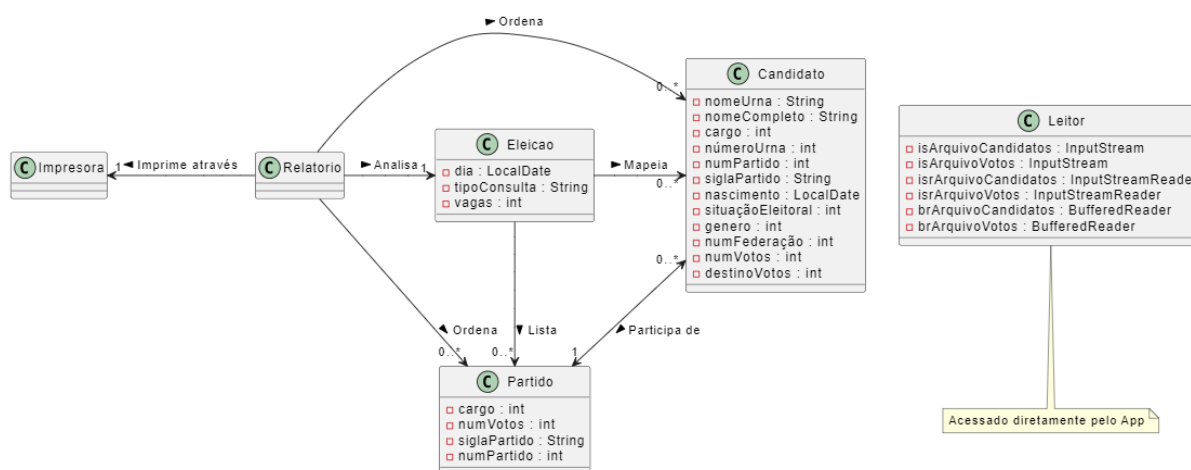 Ordena
C Candidato
0..*
nomeUrna : String
nomeCompleto : String
cargo : int
númeroUrna : int
numPartido : int
siglaPartido : String
nascimento : LocalDate
situaçãoEleitoral : int
genero : int
numFederação : int
numVotos : int
destinoVotos : int
C Leitor
isArquivoCandidatos : InputStream
isArquivoVotos : InputStream
isrArquivoCandidatos : InputStreamReade
isrArquivoVotos : InputStreamReader
brArquivoCandidatos : BufferedReader
brArquivoVotos : BufferedReader
C Eleicao
dia : LocalDate
tipoConsulta : String
vagas : int
C Impresora
1
Imprime através
C Relatorio
Analisa
1
Mapeia
0..*
0..*
Ordena
Lista
Participa de
0..*
0..*
1
C Partido
cargo : int
numVotos : int
siglaPartido : String
numPartido : int
Acessado diretamente pelo App